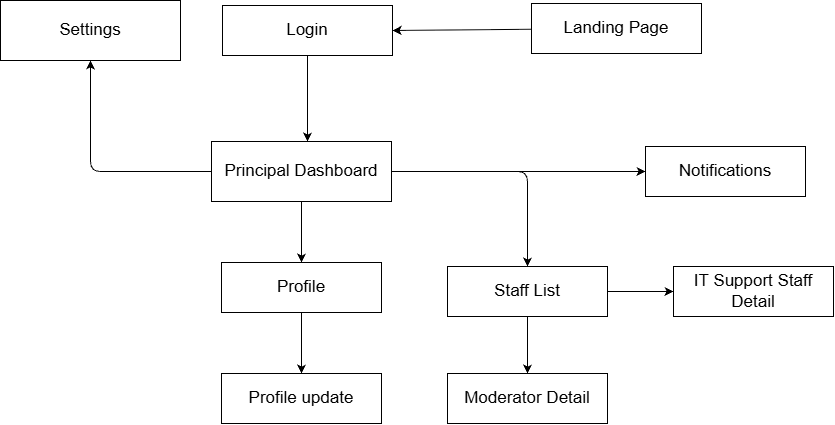 Settings
Login
Landing Page
Principal Dashboard
Notifications
Profile
Staff List
IT Support Staff
Detail
Profile update
Moderator Detail